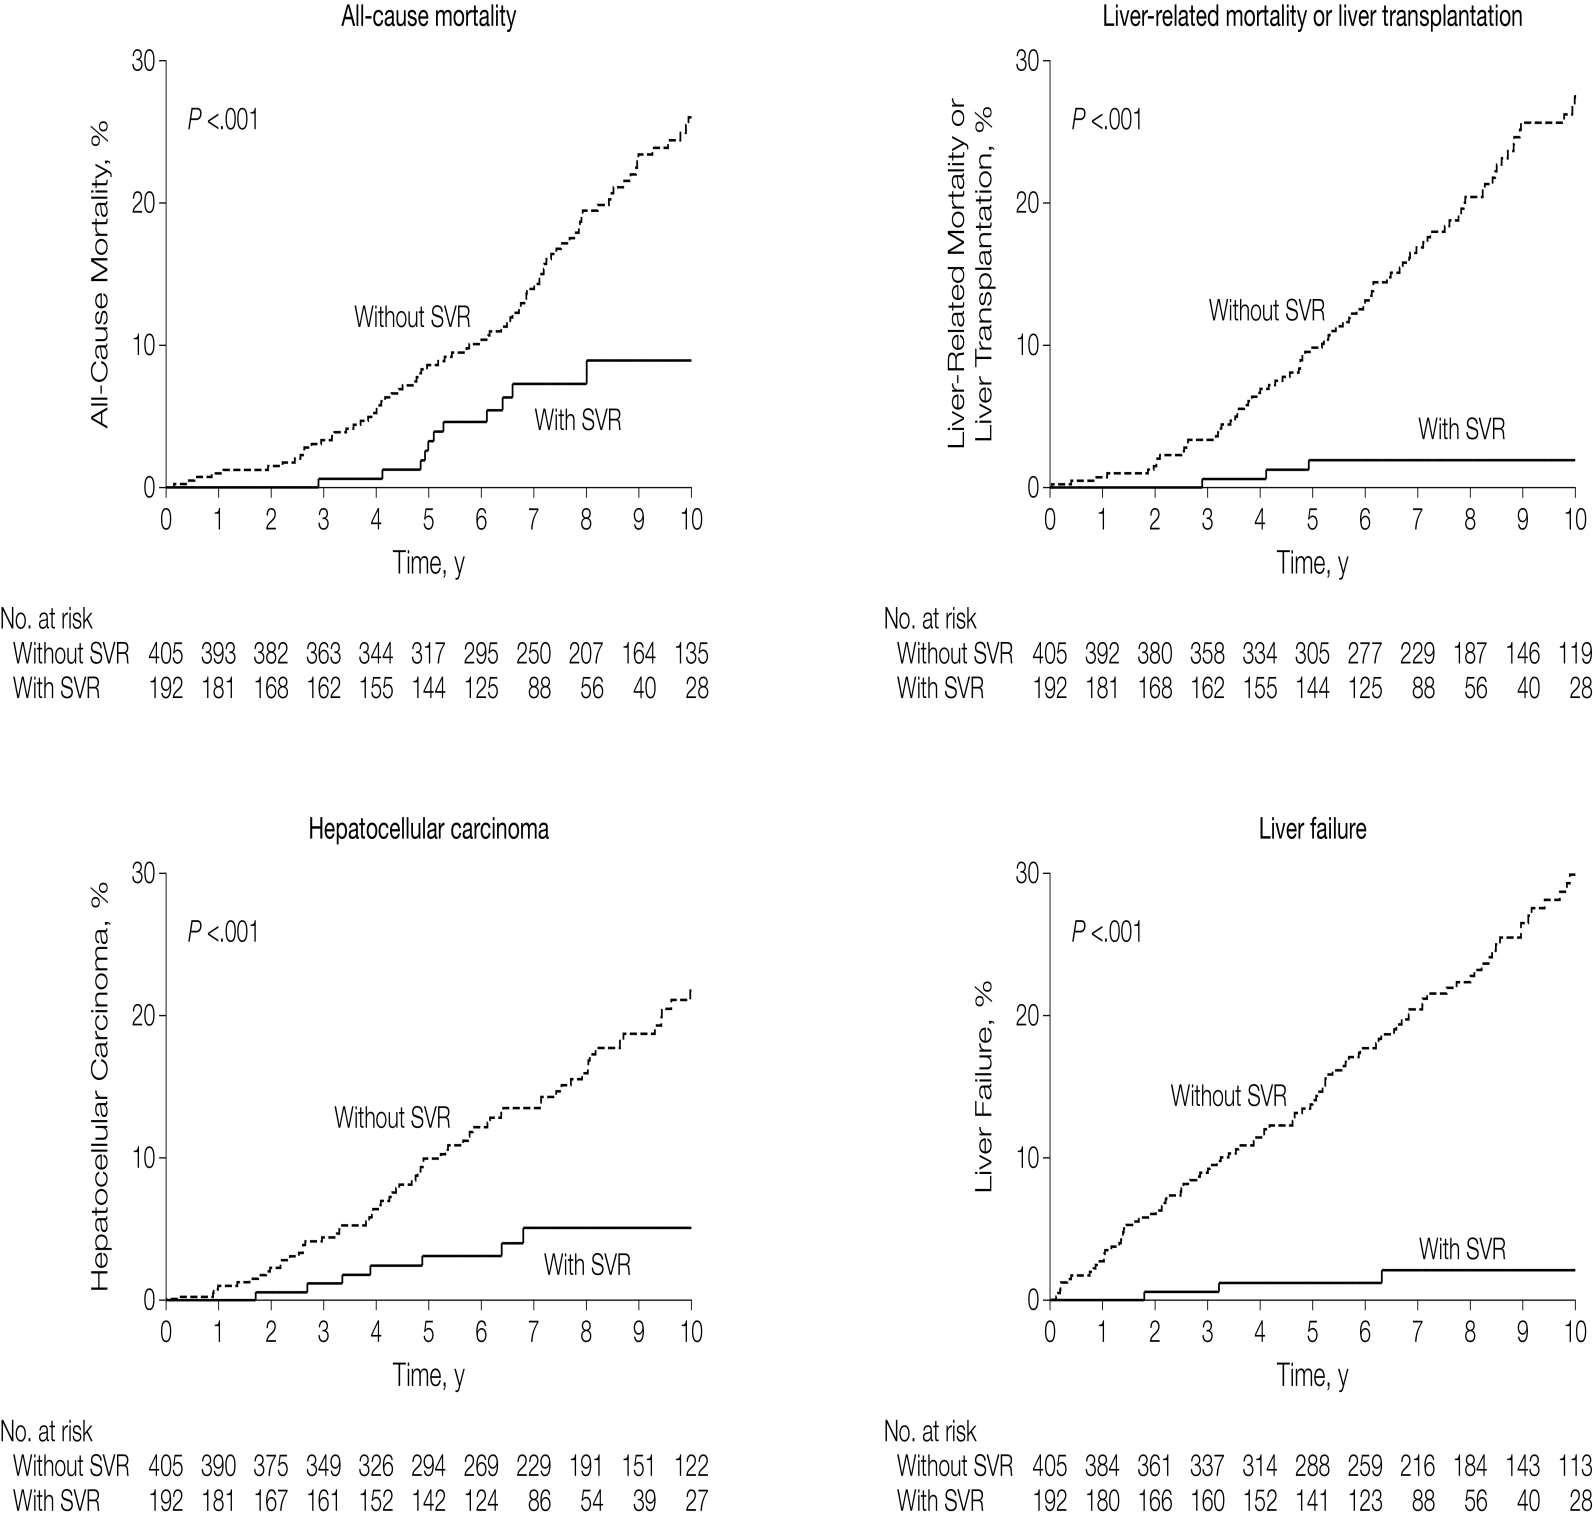 All-cause mortality
30
20
10
0
All-Cause Mortality, %
P <.001
Without SVR
With SVR
0 1 2 3 4 5 6 7 8 9 10
Time, y
No. at risk
Without SVR 405 393 382 363 344 317 295 250 207 164 135
With SVR 192 181 168 162 155 144 125 88 56 40 28
Liver-related mortality or liver transplantation
30
20
10
0
Liver-Related Mortality or
Liver Transplantation, %
P <.001
Without SVR
With SVR
0 1 2 3 4 5 6 7 8 9 10
Time, y
No. at risk
Without SVR 405 392 380 358 334 305 277 229 187 146 119
With SVR 192 181 168 162 155 144 125 88 56 40 28
Hepatocellular carcinoma
30
20
10
0
Hepatocellular Carcinoma, %
P <.001
Without SVR
With SVR
0 1 2 3 4 5 6 7 8 9 10
Time, y
No. at risk
Without SVR 405 390 375 349 326 294 269 229 191 151 122
With SVR 192 181 167 161 152 142 124 86 54 39 27
Liver failure
30
20
10
0
Liver Failure, %
P <.001
Without SVR
With SVR
0 1 2 3 4 5 6 7 8 9 10
Time, y
No. at risk
Without SVR 405 384 361 337 314 288 259 216 184 143 113
With SVR 192 180 166 160 152 141 123 88 56 40 28